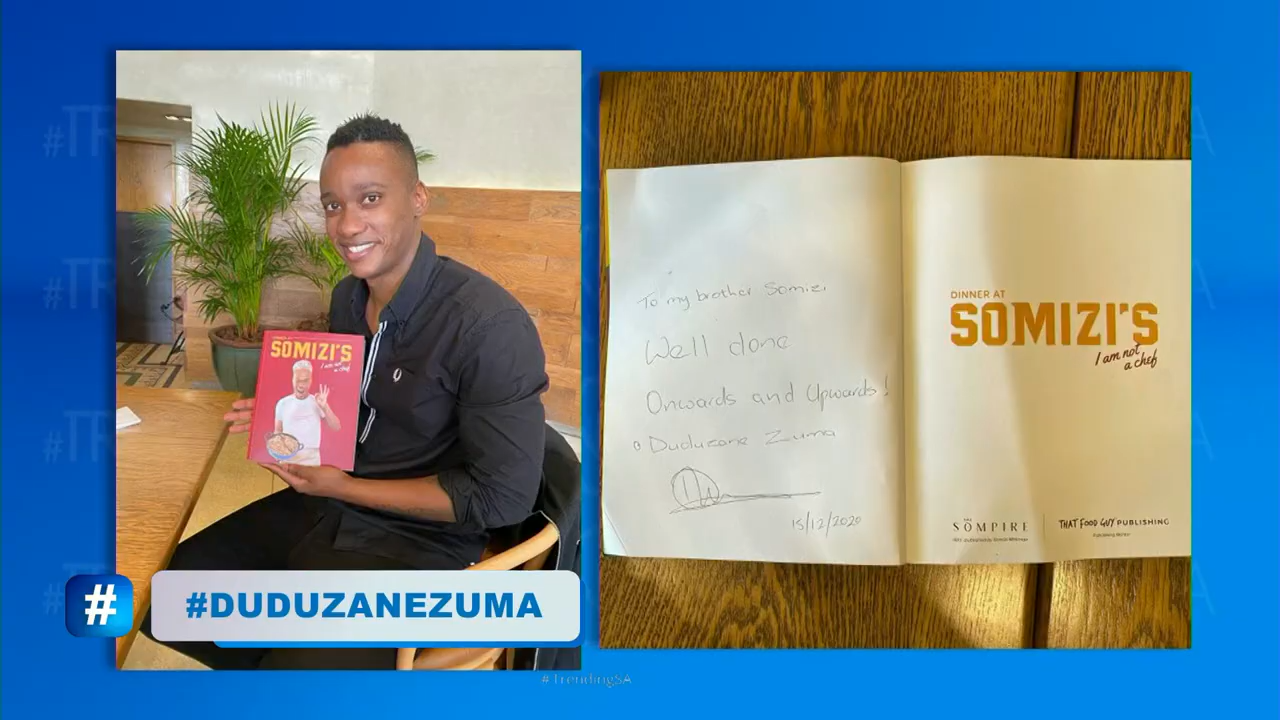 SOMIZI'S
I am not
a chef
To my brother Somizi
Well done
Onwards and Upwards!
Duduzane Zuma
15/12/2020
DINNER AT
SOMIZI'S
I am not
a chef
THE
SOMPIRE
THAT FOOD GUY PUBLISHING
#
#DUDUZANEZUMA
#TrendingSA